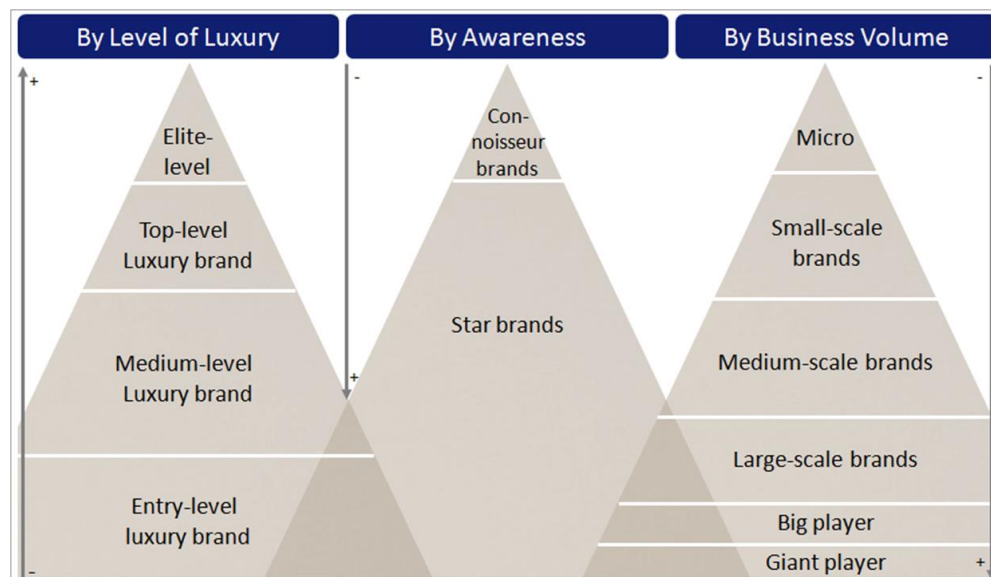 By Level of Luxury
By Awareness
By Business Volume
+
Elite-
level
Top-level
Luxury brand
Medium-level
Luxury brand
Entry-level
luxury brand
-
-
Con-
noisseur
brands
Star brands
+
-
Micro
Small-scale
brands
Medium-scale brands
Large-scale brands
Big player
Giant player
+